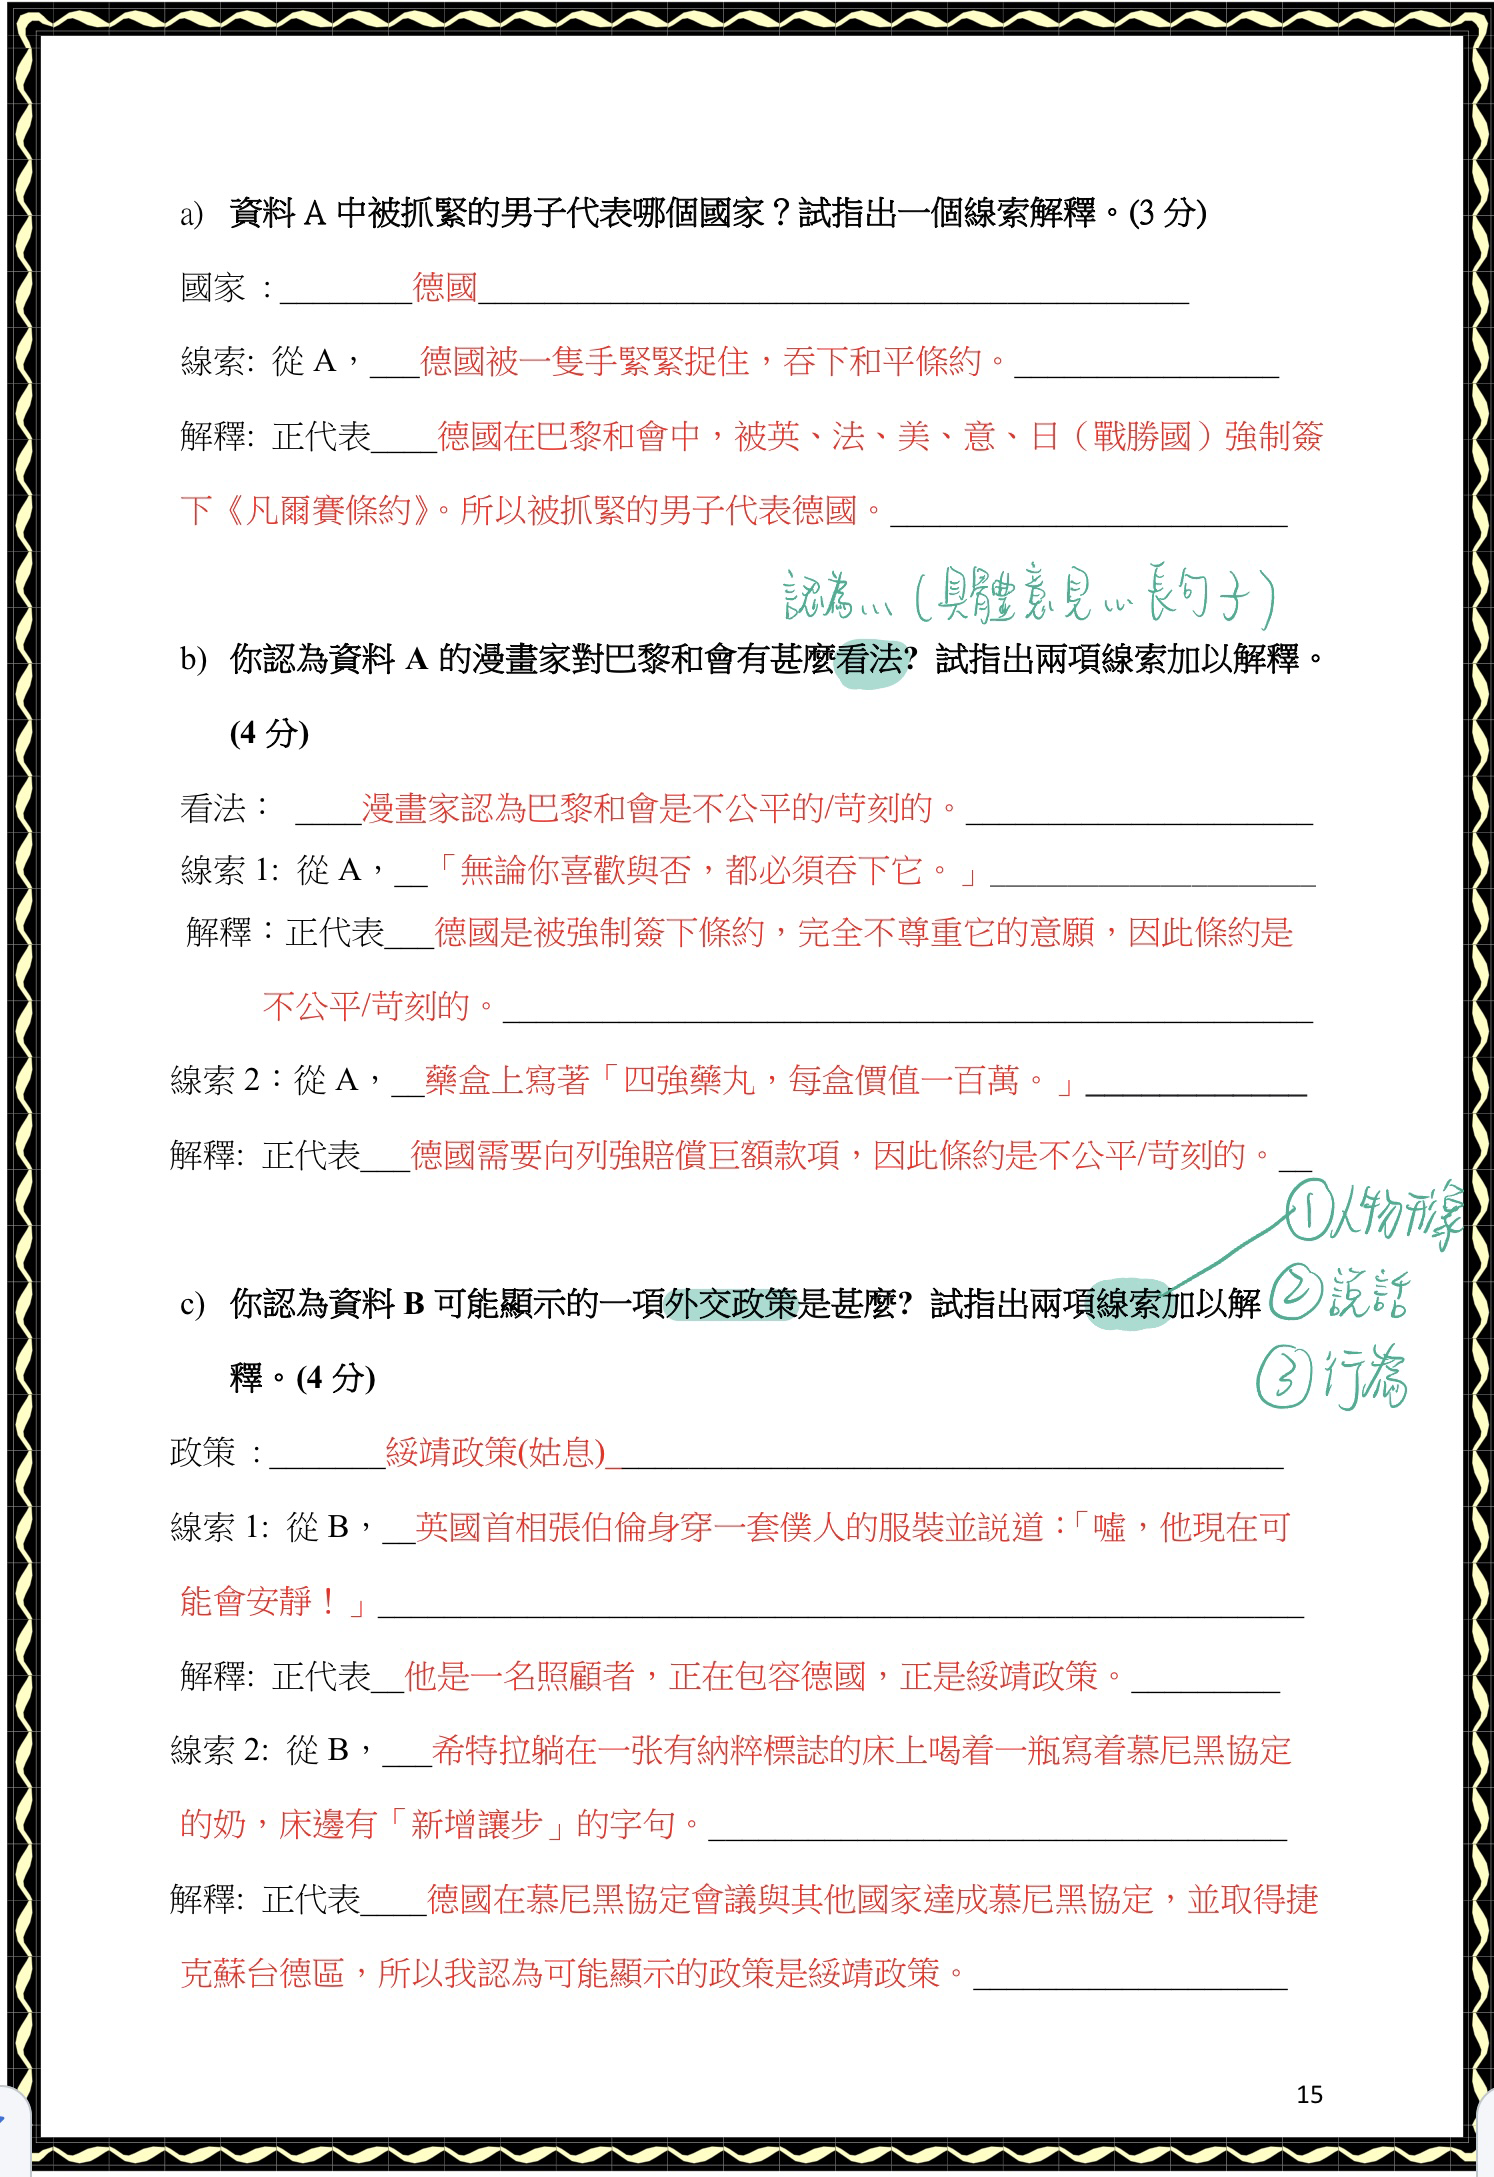 a) 資料 A 中被抓緊的男子代表哪個國家？試指出一個線索解釋。(3 分)
國家 ：________德國___________________________________________
線索: 從 A，___德國被一隻手緊緊捉住，吞下和平條約。________________
解釋: 正代表____德國在巴黎和會中，被英、法、美、意、日（戰勝國）強制簽
下《凡爾賽條約》。所以被抓緊的男子代表德國。________________________
認為...（具體意見...長句子）
b) 你認為資料 A 的漫畫家對巴黎和會有甚麼看法? 試指出兩項線索加以解釋。
(4 分)
看法： ____漫畫家認為巴黎和會是不公平的/苛刻的。_____________________
線索 1: 從 A，__「無論你喜歡與否，都必須吞下它。」____________________
解釋：正代表___德國是被強制簽下條約，完全不尊重它的意願，因此條約是
不公平/苛刻的。_________________________________________________
線索 2：從 A，__藥盒上寫著「四強藥丸，每盒價值一百萬。」_____________
解釋: 正代表___德國需要向列強賠償巨額款項，因此條約是不公平/苛刻的。__
①人物形象
c) 你認為資料 B 可能顯示的一項外交政策是甚麼? 試指出兩項線索加以解
②説話
釋。(4 分)
③行為
政策 ：_______綏靖政策(姑息)_________________________________________
線索 1: 從 B，__英國首相張伯倫身穿一套僕人的服裝並説道：「噓，他現在可
能會安靜！」________________________________________________________
解釋: 正代表__他是一名照顧者，正在包容德國，正是綏靖政策。_________
線索 2: 從 B，___希特拉躺在一张有納粹標誌的床上喝着一瓶寫着慕尼黑協定
的奶，床邊有「新增讓步」的字句。___________________________________
解釋: 正代表____德國在慕尼黑協定會議與其他國家達成慕尼黑協定，並取得捷
克蘇台德區，所以我認為可能顯示的政策是綏靖政策。___________________
15